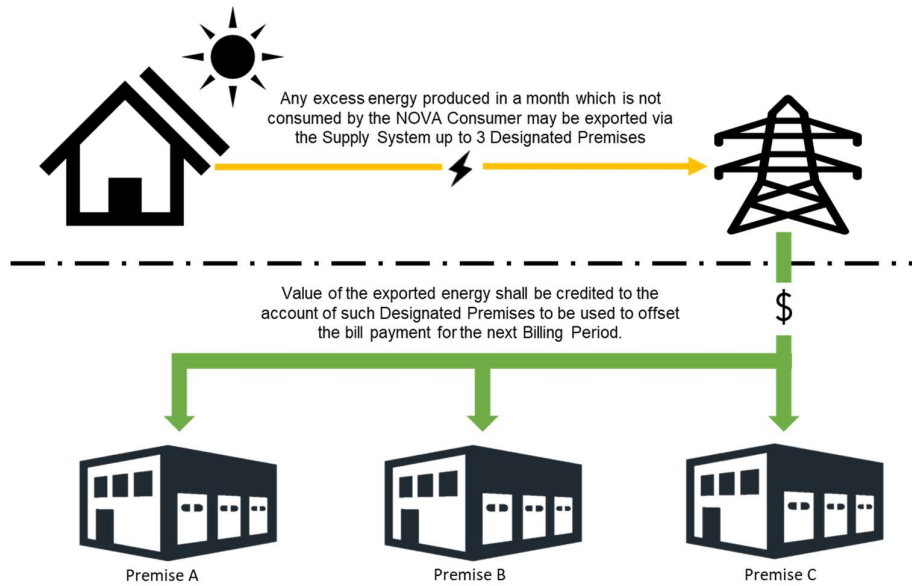 Any excess energy produced in a month which is not
consumed by the NOVA Consumer may be exported via
the Supply System up to 3 Designated Premises
Value of the exported energy shall be credited to the
account of such Designated Premises to be used to offset
the bill payment for the next Billing Period.
$
Premise A
Premise B
Premise C